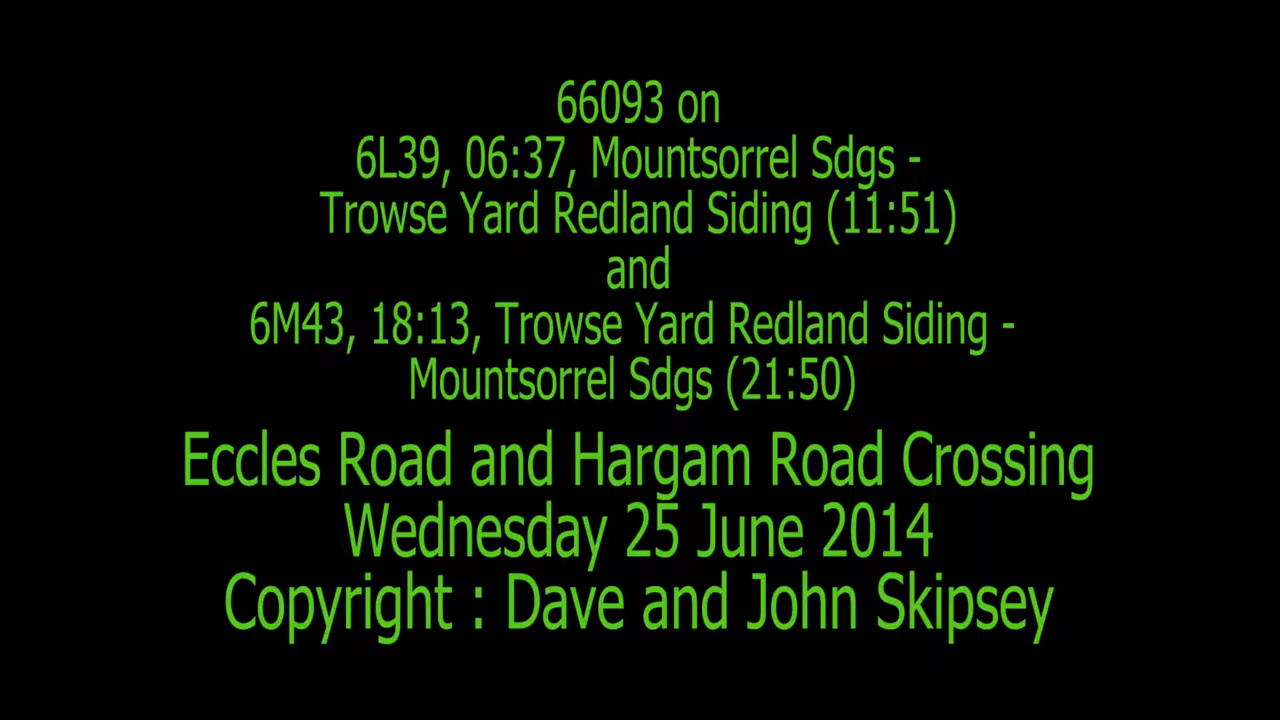 66093 on
6L39, 06:37, Mountsorrel Sdgs -
Trowse Yard Redland Siding (11:51)
and
6M43, 18:13, Trowse Yard Redland Siding -
Mountsorrel Sdgs (21:50)
Eccles Road and Hargam Road Crossing
Wednesday 25 June 2014
Copyright : Dave and John Skipsey